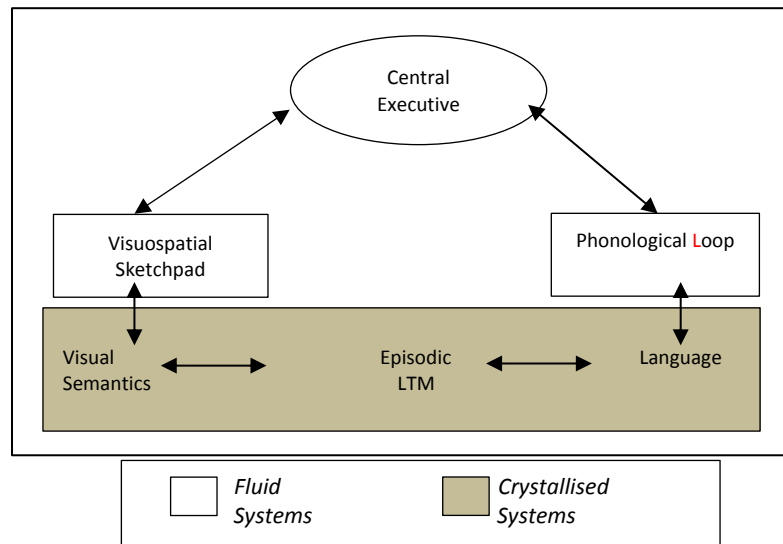 Central
Executive
Visuospatial
Sketchpad
Phonological Loop
Visual
Semantics
Episodic
LTM
Language
Fluid
Systems
Crystallised
Systems